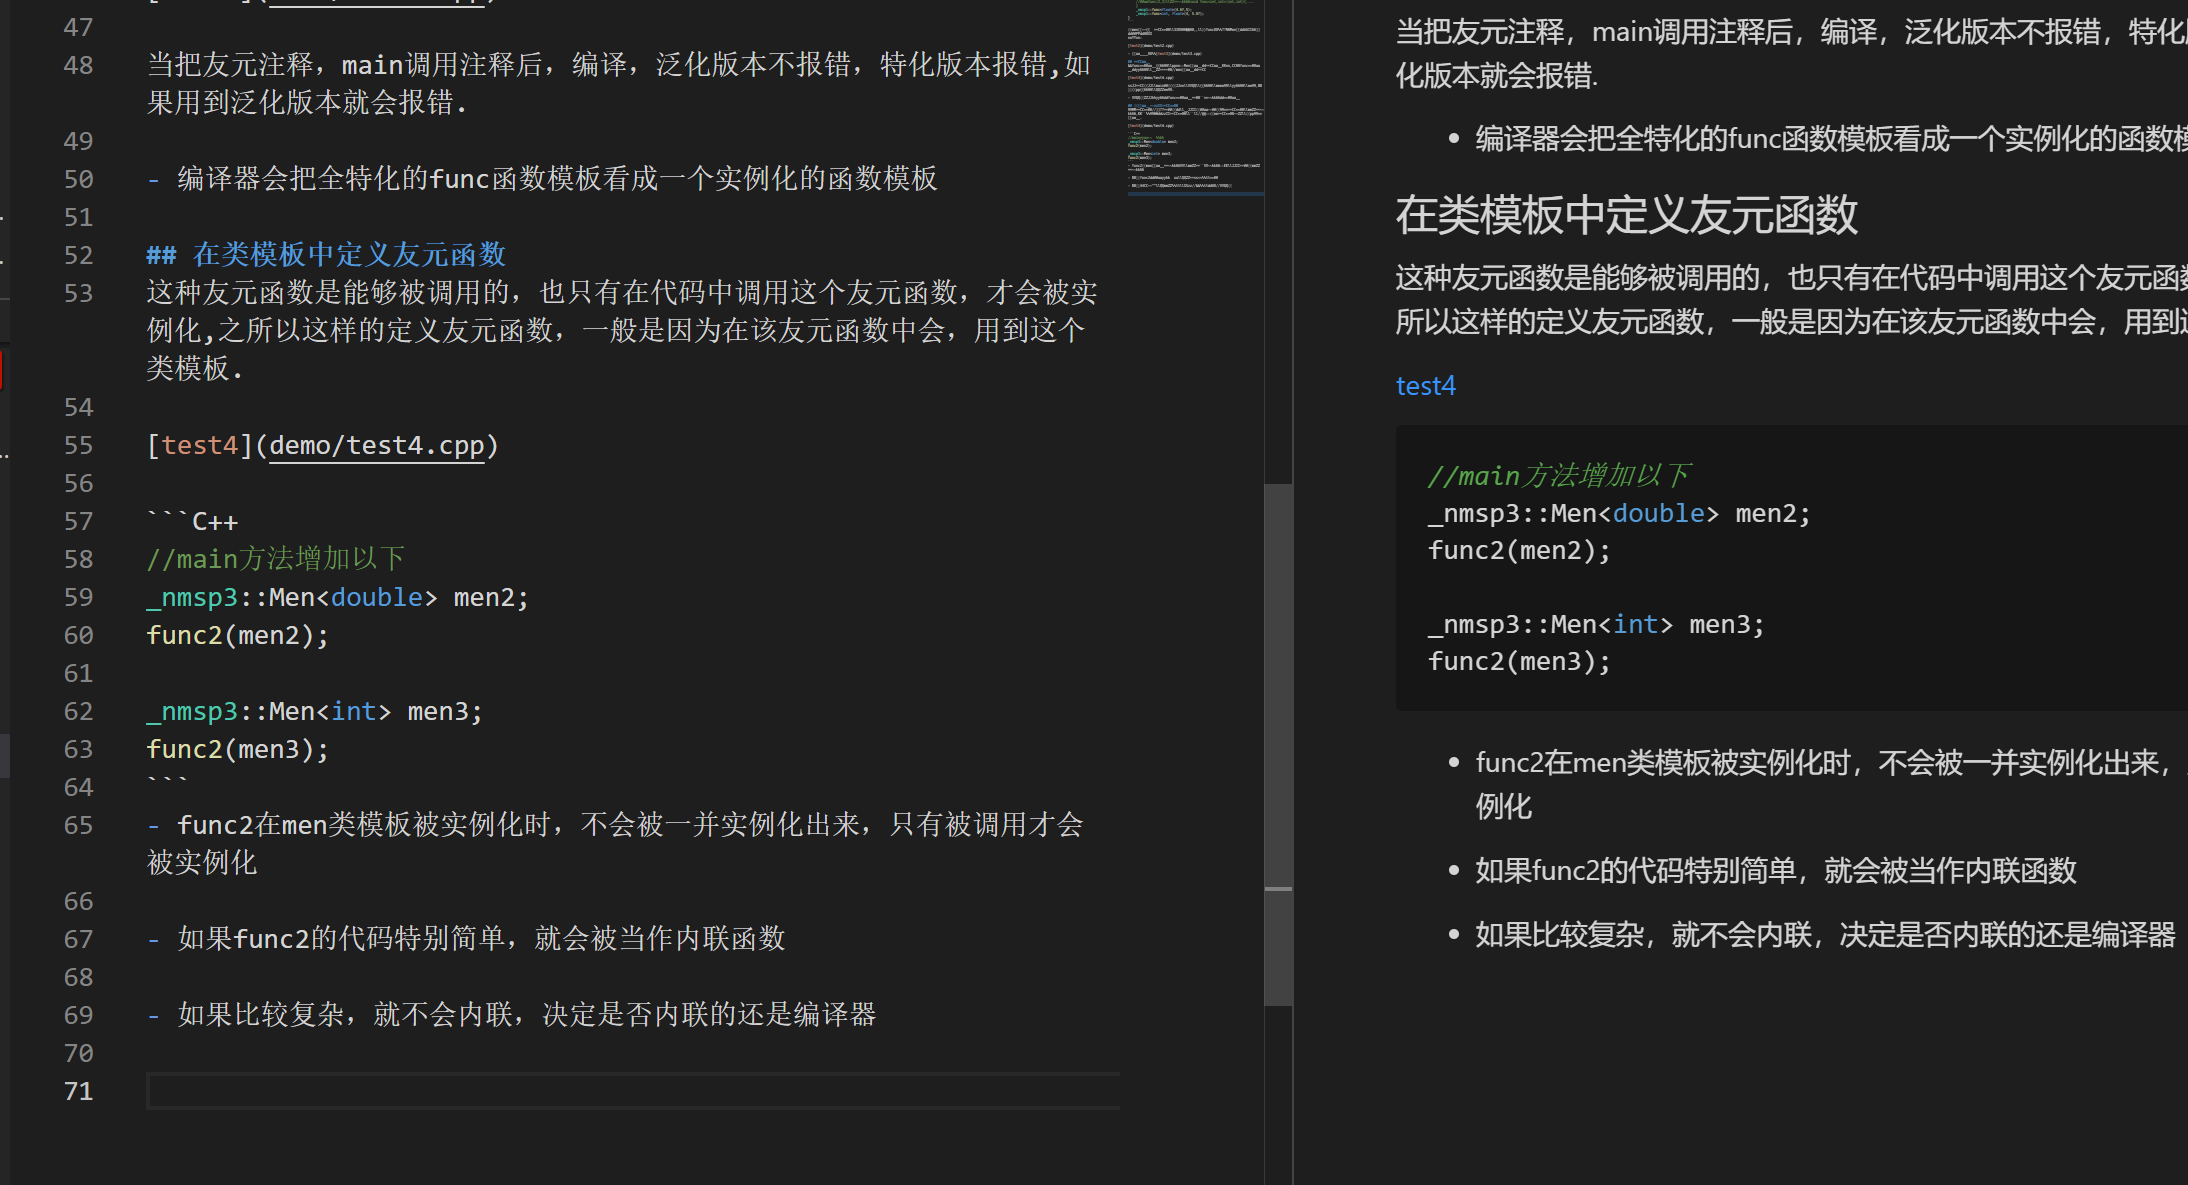 47
48 当把友元注释，main调用注释后，编译，泛化版本不报错，特化版本报错,如
果用到泛化版本就会报错.
49
50 - 编译器会把全特化的func函数模板看成一个实例化的函数模板
51
52 ## 在类模板中定义友元函数
53 这种友元函数是能够被调用的，也只有在代码中调用这个友元函数，才会被实
例化,之所以这样的定义友元函数，一般是因为在该友元函数中会，用到这个
类模板.
54
55 [test4](demo/test4.cpp)
56
57 ```C++
58 //main方法增加以下
59 _nmsp3::Men<double> men2;
60 func2(men2);
61
62 _nmsp3::Men<int> men3;
63 func2(men3);
64 ```
65 - func2在men类模板被实例化时，不会被一并实例化出来，只有被调用才会
被实例化
66
67 - 如果func2的代码特别简单，就会被当作内联函数
68
69 - 如果比较复杂，就不会内联，决定是否内联的还是编译器
70
71
当把友元注释，main调用注释后，编译，泛化版本不报错，特化
化版本就会报错.
• 编译器会把全特化的func函数模板看成一个实例化的函数
在类模板中定义友元函数
这种友元函数是能够被调用的，也只有在代码中调用这个友元函
所以这样的定义友元函数，一般是因为在该友元函数中会，用到
test4
//main方法增加以下
_nmsp3::Men<double> men2;
func2(men2);
_nmsp3::Men<int> men3;
func2(men3);
• func2在men类模板被实例化时，不会被一并实例化出来，
例化
• 如果func2的代码特别简单，就会被当作内联函数
• 如果比较复杂，就不会内联，决定是否内联的还是编译器